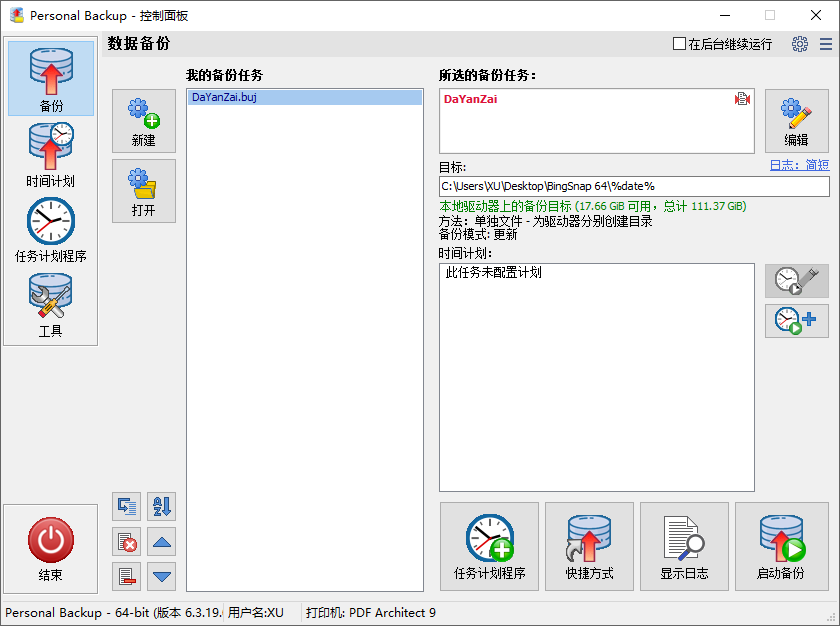 Personal Backup - 控制面板
数据备份
在后台继续运行
备份
时间计划
任务计划程序
工具
结束
新建
打开
我的备份任务
DaYanZai.buj
所选的备份任务：
DaYanZai
编辑
目标:
日志：简短
C:\Users\XU\Desktop\BingSnap 64\%date%
本地驱动器上的备份目标 (17.66 GiB 可用，总计 111.37 GiB)
方法：单独文件 - 为驱动器分别创建目录
备份模式: 更新
时间计划:
此任务未配置计划
任务计划程序
快捷方式
显示日志
启动备份
Personal Backup - 64-bit (版本 6.3.19.
用户名:XU
打印机: PDF Architect 9